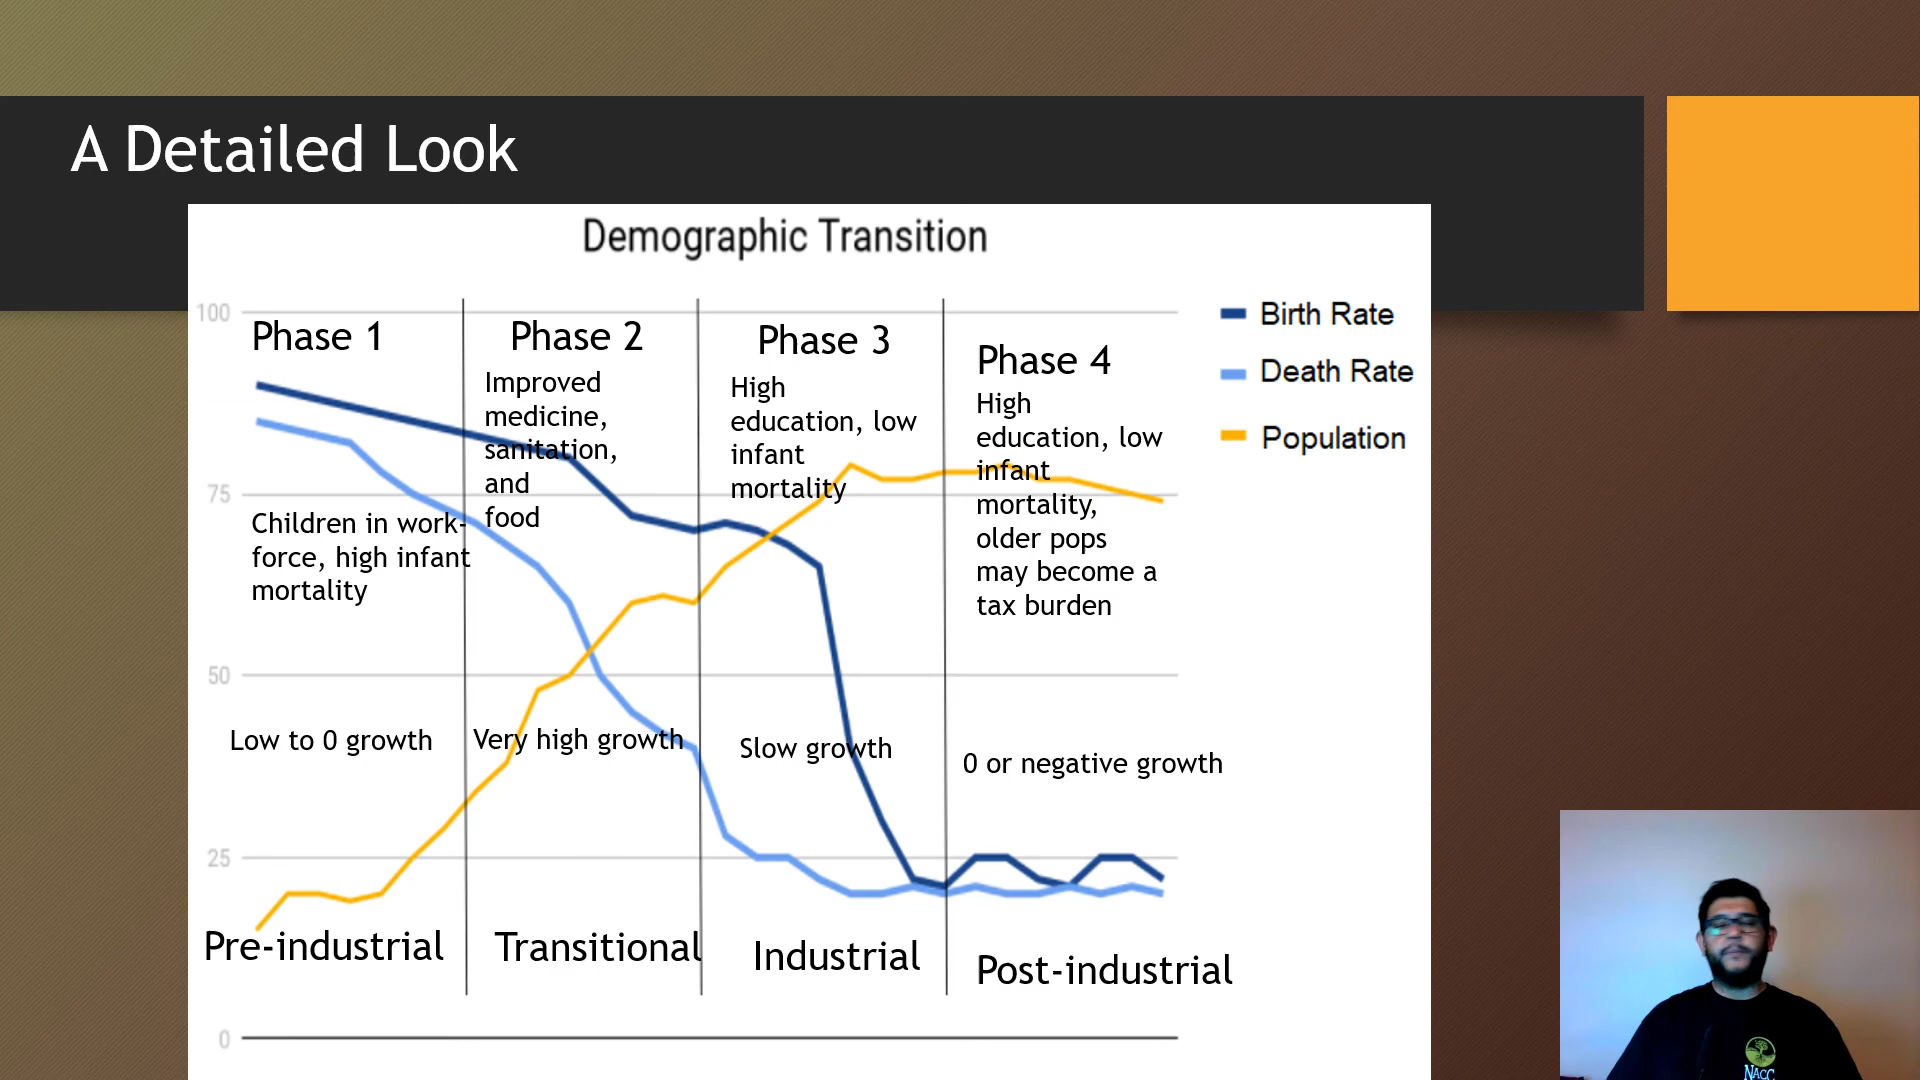 A Detailed Look
Demographic Transition
100
75
50
25
0
Phase 1
Children in work-
force, high infant
mortality
Low to 0 growth
Pre-industrial
Phase 2
Improved
medicine,
sanitation,
and
food
Very high growth
Transitional
Phase 3
High
education, low
infant
mortality
Slow growth
Industrial
Phase 4
High
education, low
infant
mortality,
older pops
may become a
tax burden
0 or negative growth
Post-industrial
Birth Rate
Death Rate
Population
NACC